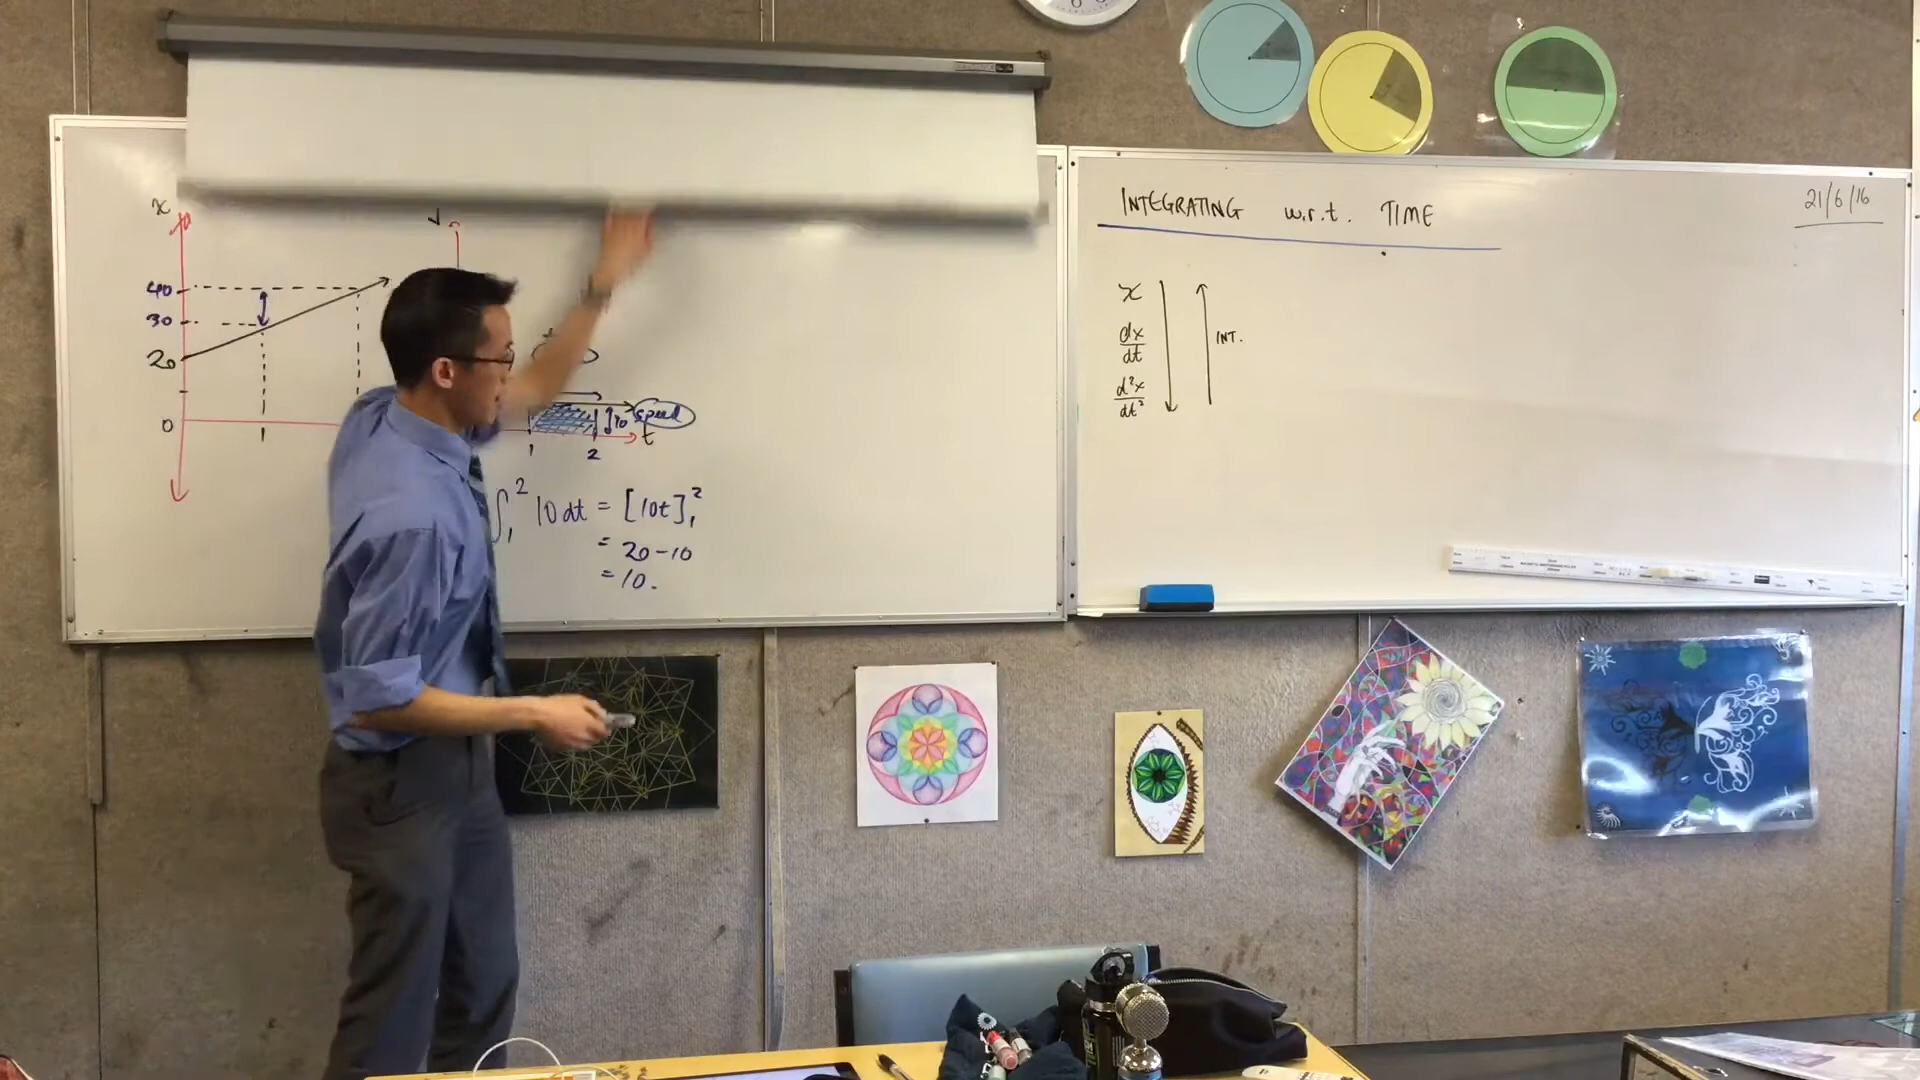 x
40
30
20
0
1
v
10 speed
t
1 2
∫₁² 10 dt = [10t]₁²
= 20-10
= 10.
INTEGRATING w.r.t. TIME
21/6/16
x
dx/dt
INT.
d²x/dt²